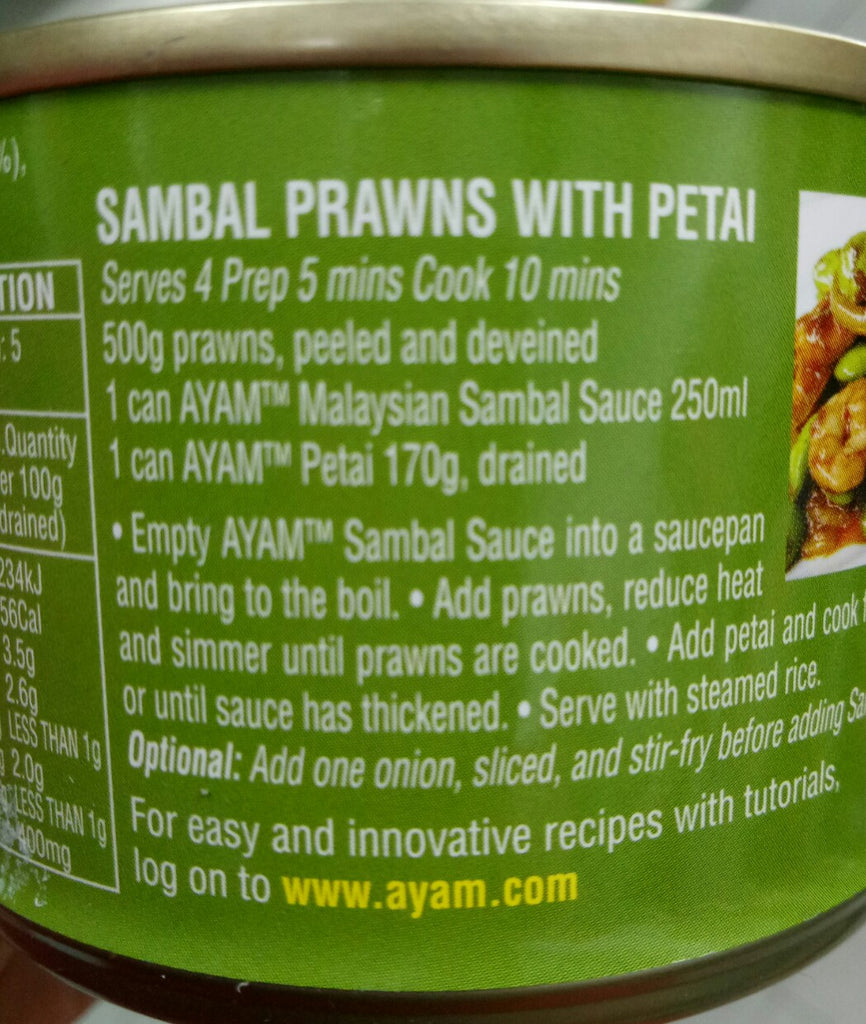 %),
SAMBAL PRAWNS WITH PETAI
Serves 4 Prep 5 mins Cook 10 mins
500g prawns, peeled and deveined
1 can AYAM™ Malaysian Sambal Sauce 250ml
1 can AYAM™ Petai 170g, drained
• Empty AYAM™ Sambal Sauce into a saucepan
and bring to the boil. • Add prawns, reduce heat
and simmer until prawns are cooked. • Add petai and cook
or until sauce has thickened. • Serve with steamed rice.
Optional: Add one onion, sliced, and stir-fry before adding
For easy and innovative recipes with tutorials,
log on to www.ayam.com
TION
: 5
.Quantity
er 100g
drained)
234kJ
56Cal
3.5g
2.6g
LESS THAN 1g
2.0g
LESS THAN 1g
400mg